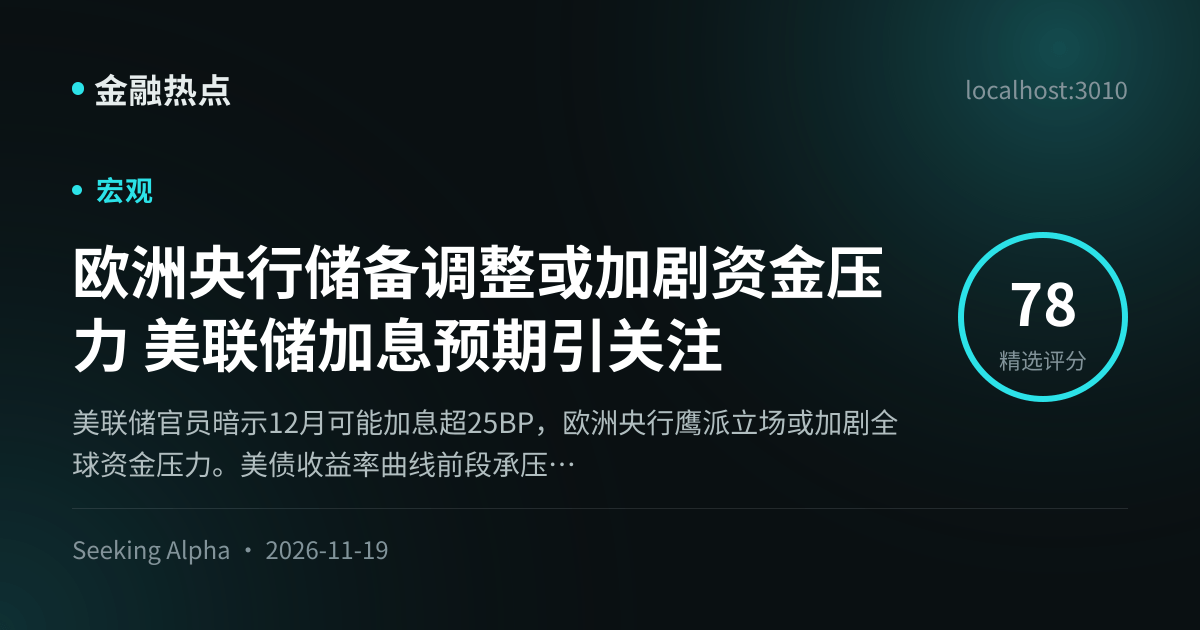 金融热点
localhost:3010
宏观
欧洲央行储备调整或加剧资金压
力 美联储加息预期引关注
78
精选评分
美联储官员暗示12月可能加息超25BP，欧洲央行鹰派立场或加剧全
球资金压力。美债收益率曲线前段承压…
Seeking Alpha · 2026-11-19